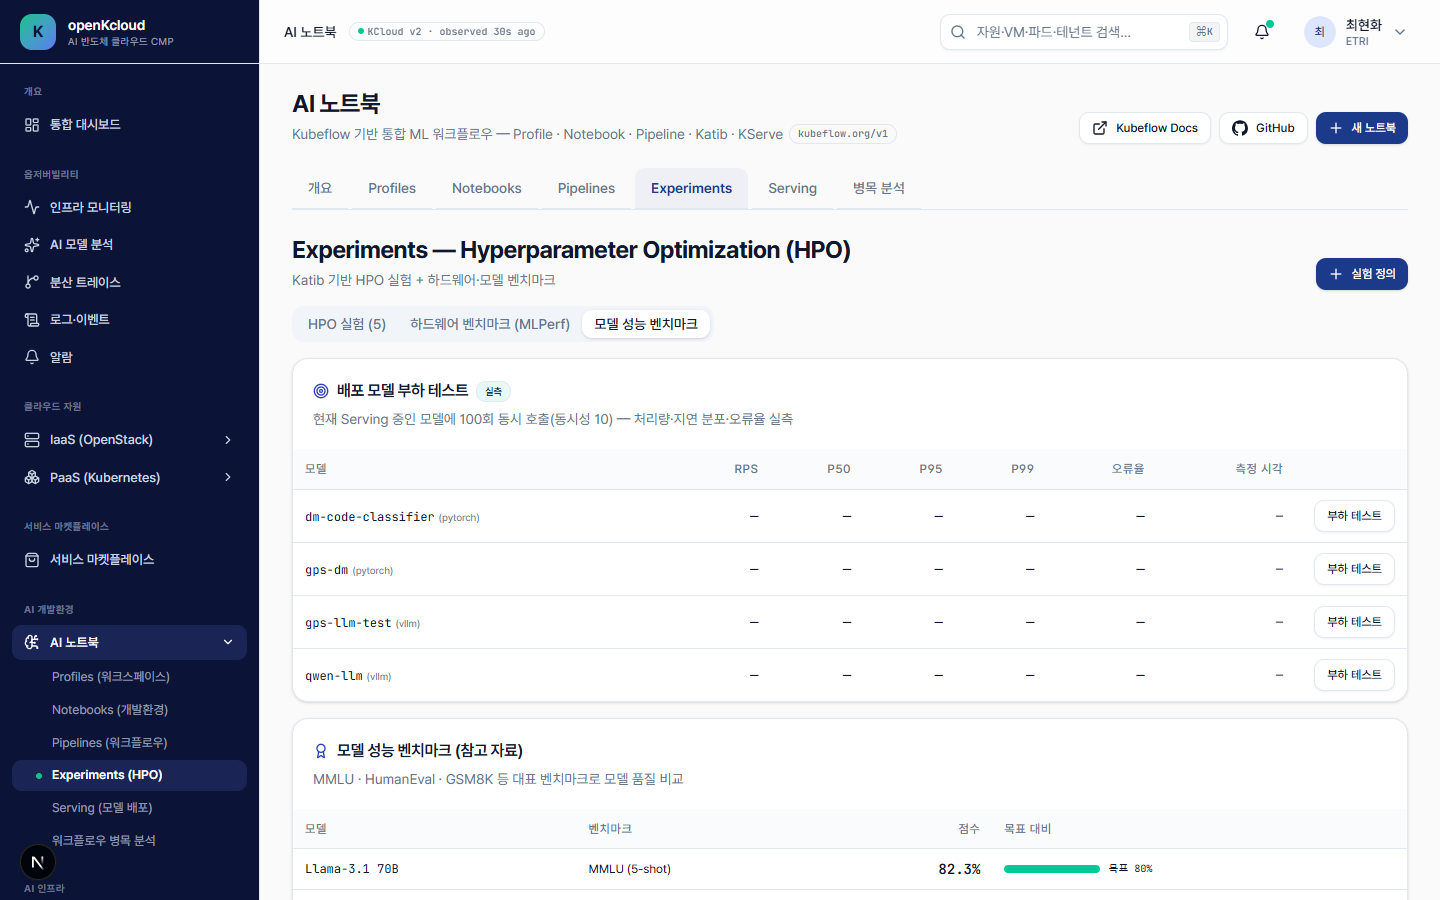 K
openKcloud
AI 반도체 클라우드 CMP
개요
통합 대시보드
옵저버빌리티
인프라 모니터링
AI 모델 분석
분산 트레이스
로그·이벤트
알람
클라우드 자원
IaaS (OpenStack)
PaaS (Kubernetes)
서비스 마켓플레이스
서비스 마켓플레이스
AI 개발환경
AI 노트북
Profiles (워크스페이스)
Notebooks (개발환경)
Pipelines (워크플로우)
Experiments (HPO)
Serving (모델 배포)
워크플로우 병목 분석
N
AI 인프라
AI 노트북
KCloud v2 · observed 30s ago
자원·VM·파드·테넌트 검색...
⌘K
최
최현화
ETRI
AI 노트북
Kubeflow 기반 통합 ML 워크플로우 — Profile · Notebook · Pipeline · Katib · KServe
kubeflow.org/v1
Kubeflow Docs
GitHub
새 노트북
개요 Profiles Notebooks Pipelines Experiments Serving 병목 분석
Experiments — Hyperparameter Optimization (HPO)
Katib 기반 HPO 실험 + 하드웨어·모델 벤치마크
실험 정의
HPO 실험 (5) 하드웨어 벤치마크 (MLPerf) 모델 성능 벤치마크
배포 모델 부하 테스트 실측
현재 Serving 중인 모델에 100회 동시 호출(동시성 10) — 처리량·지연 분포·오류율 실측
모델 RPS P50 P95 P99 오류율 측정 시각
dm-code-classifier (pytorch) — — — — — — 부하 테스트
gps-dm (pytorch) — — — — — — 부하 테스트
gps-llm-test (vllm) — — — — — — 부하 테스트
qwen-llm (vllm) — — — — — — 부하 테스트
모델 성능 벤치마크 (참고 자료)
MMLU · HumanEval · GSM8K 등 대표 벤치마크로 모델 품질 비교
모델 벤치마크 점수 목표 대비
Llama-3.1 70B MMLU (5-shot) 82.3% 목표 80%